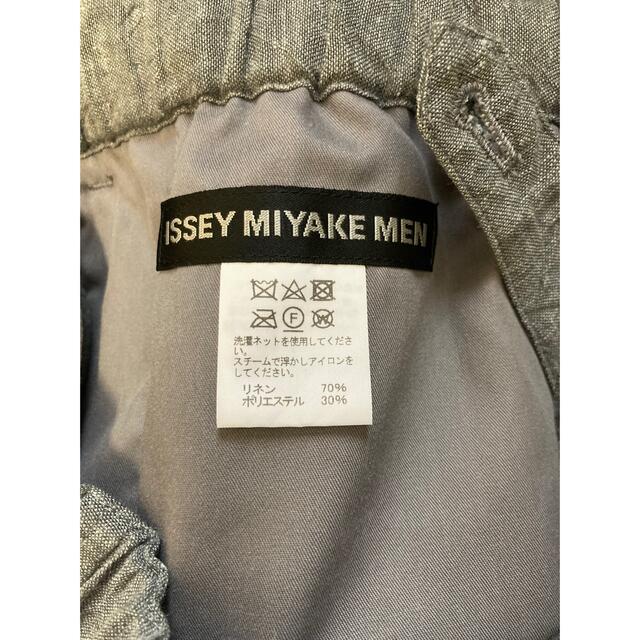 ISSEY MIYAKE MEN
F W
洗濯ネットを使用してくださ
い。
スチームで浮かしアイロンを
してください。
リネン 70%
ポリエステル 30%